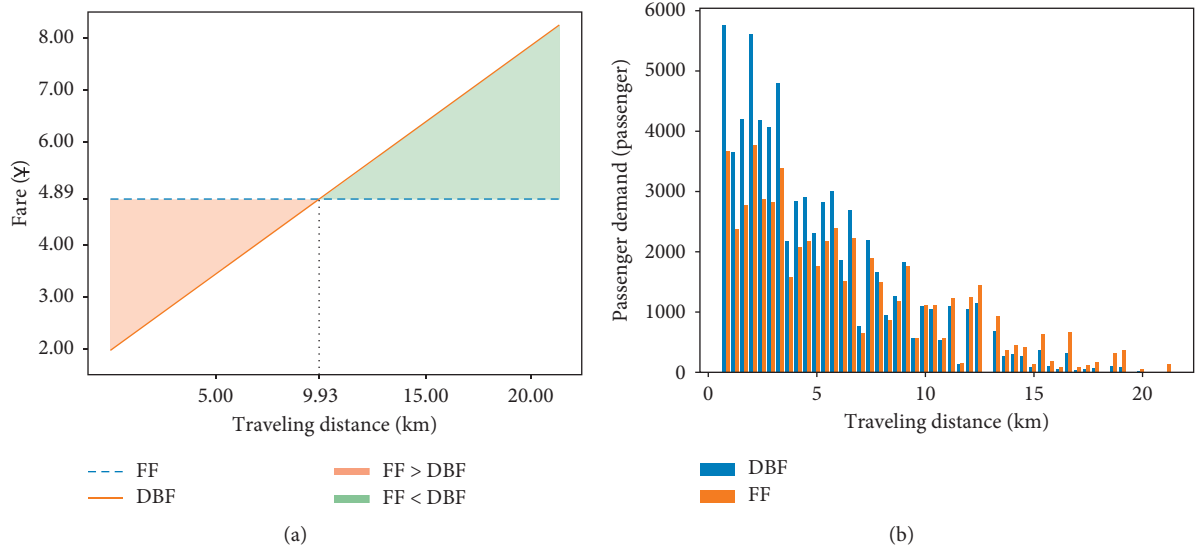 8.00
7.00
6.00
4.89
4.00
3.00
2.00
Fare (¥)
5.00
9.93
15.00
20.00
Traveling distance (km)
FF
DBF
FF > DBF
FF < DBF
(a)
6000
5000
4000
3000
2000
1000
0
Passenger demand (passenger)
0
5
10
15
20
Traveling distance (km)
DBF
FF
(b)